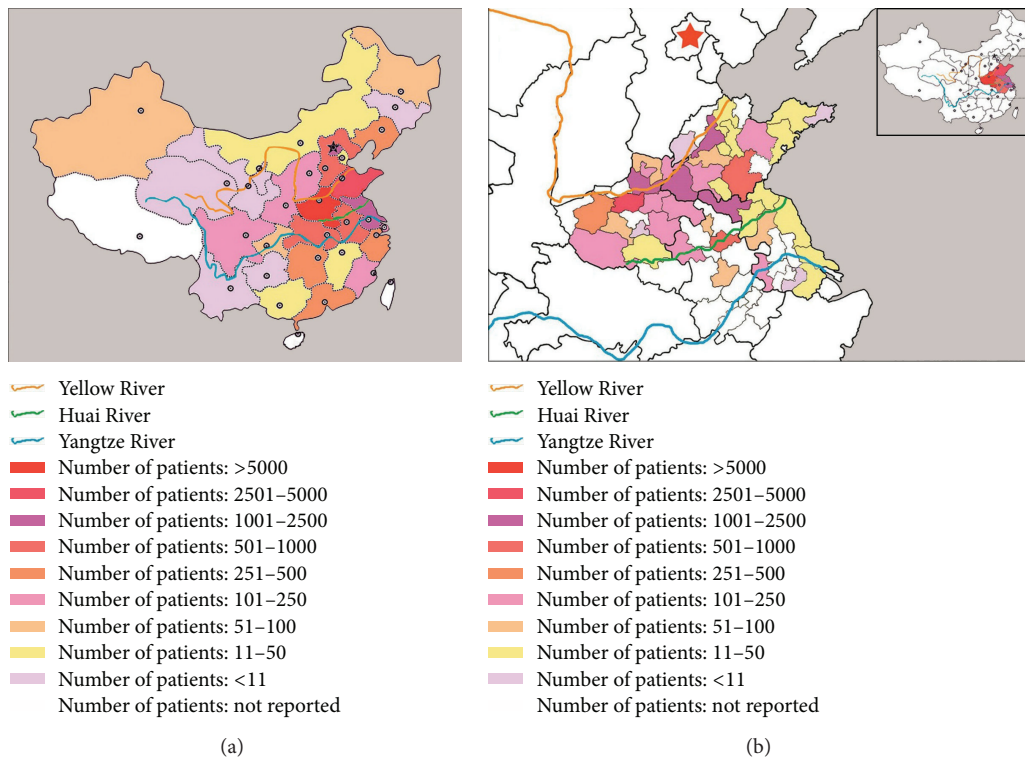 Yellow River
Huai River
Yangtze River
Number of patients: >5000
Number of patients: 2501–5000
Number of patients: 1001–2500
Number of patients: 501–1000
Number of patients: 251–500
Number of patients: 101–250
Number of patients: 51–100
Number of patients: 11–50
Number of patients: <11
Number of patients: not reported
(a)
Yellow River
Huai River
Yangtze River
Number of patients: >5000
Number of patients: 2501–5000
Number of patients: 1001–2500
Number of patients: 501–1000
Number of patients: 251–500
Number of patients: 101–250
Number of patients: 51–100
Number of patients: 11–50
Number of patients: <11
Number of patients: not reported
(b)